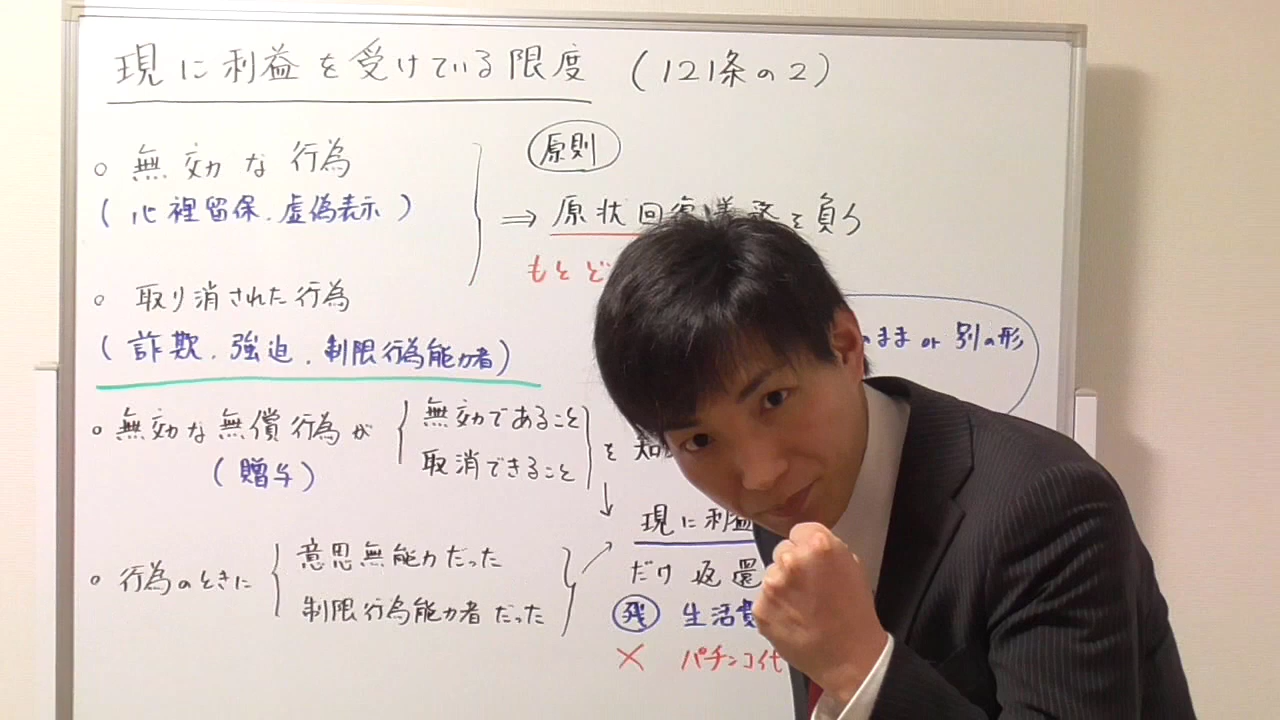 現に利益を受けている限度 (121条の2)
○ 無効な行為
(心裡留保.虚偽表示)
原則
⇒ 原状回復義務を負う
もとど
○ 取り消された行為
(詐欺.強迫.制限行為能力者)
のまま or 別の形
○ 無効な無償行為が
(贈与)
無効であること
取消できること
を 知
↓
現に利益
だけ 返還
残 生活費
× パチンコ代
○ 行為のときに
意思無能力だった
制限行為能力者だった